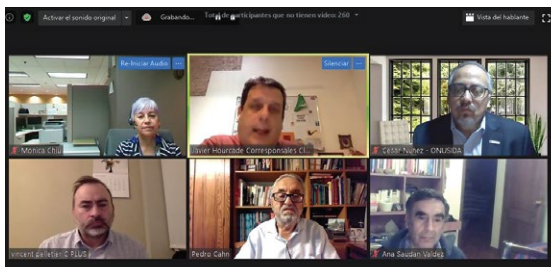 Activar el sonido original
Grabando...
Total de participantes que no tienen video: 260
Vista del hablante
Re-Iniciar Audio
Silenciar
Monica Chiu
Javier Hourcade Corresponsales Cl...
César Nunez - ONUSIDA
vincent pelletier C PLUS
Pedro Cahn
Ana Saudan Valdez